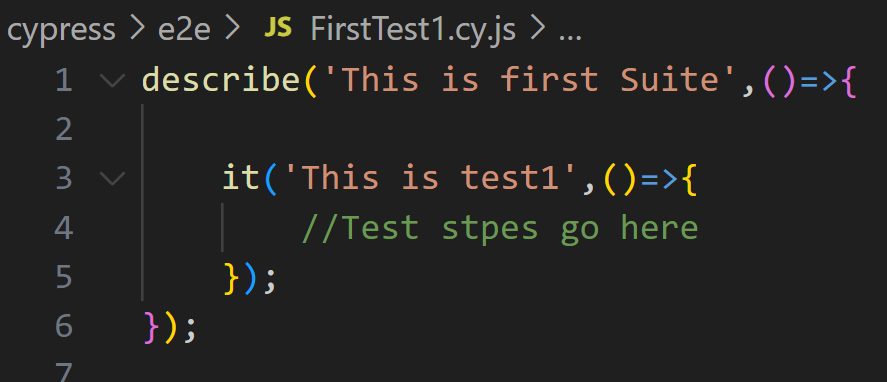 cypress > e2e > JS FirstTest1.cy.js > ...
1 describe('This is first Suite',()=>{
2
3 it('This is test1',()=>{
4 //Test stpes go here
5 });
6 });
7